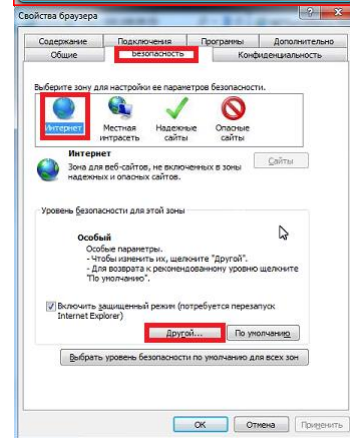 Свойства браузера
Содержание Подключения Программы Дополнительно
Общие Безопасность Конфиденциальность
Выберите зону для настройки ее параметров безопасности.
Интернет Местная интрасеть Надежные сайты Опасные сайты
Интернет
Зона для веб-сайтов, не включенных в зоны надежных и опасных сайтов.
Сайты
Уровень безопасности для этой зоны
Особый
Особые параметры.
- Чтобы изменить их, щелкните "Другой".
- Для возврата к рекомендованному уровню щелкните
"По умолчанию".
Включить защищенный режим (потребуется перезапуск
Internet Explorer)
Другой... По умолчанию
Выбрать уровень безопасности по умолчанию для всех зон
ОК Отмена Применить